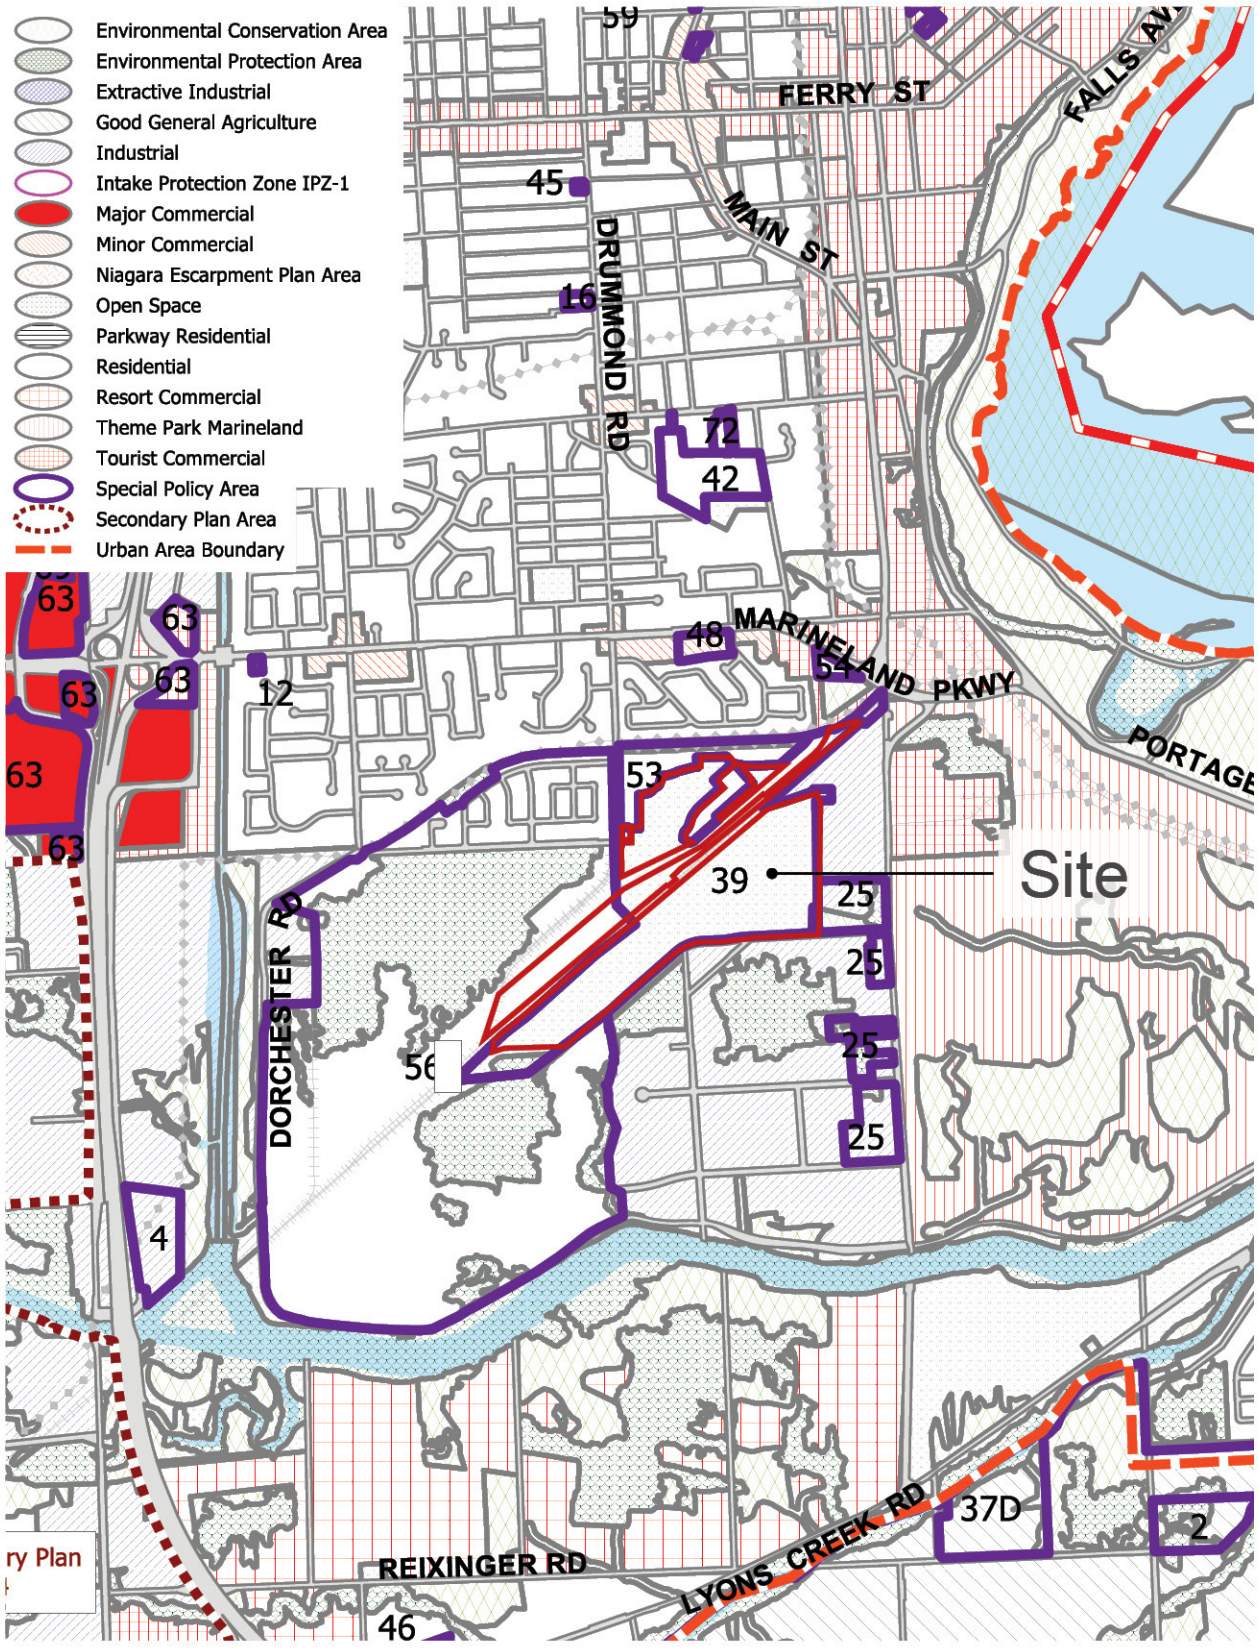 Environmental Conservation Area
Environmental Protection Area
Extractive Industrial
Good General Agriculture
Industrial
Intake Protection Zone IPZ-1
Major Commercial
Minor Commercial
Niagara Escarpment Plan Area
Open Space
Parkway Residential
Residential
Resort Commercial
Theme Park Marineland
Tourist Commercial
Special Policy Area
Secondary Plan Area
Urban Area Boundary
59
FERRY ST
FALLS
45
MAIN ST
DRUMMOND RD
16
72
42
63
63
48
MARINELAND PKWY
54
63
63
12
PORTAGE
63
53
63
39
Site
25
DORCHESTER RD
25
25
56
25
4
37D
2
LYONS CREEK RD
REIXINGER RD
ry Plan
46